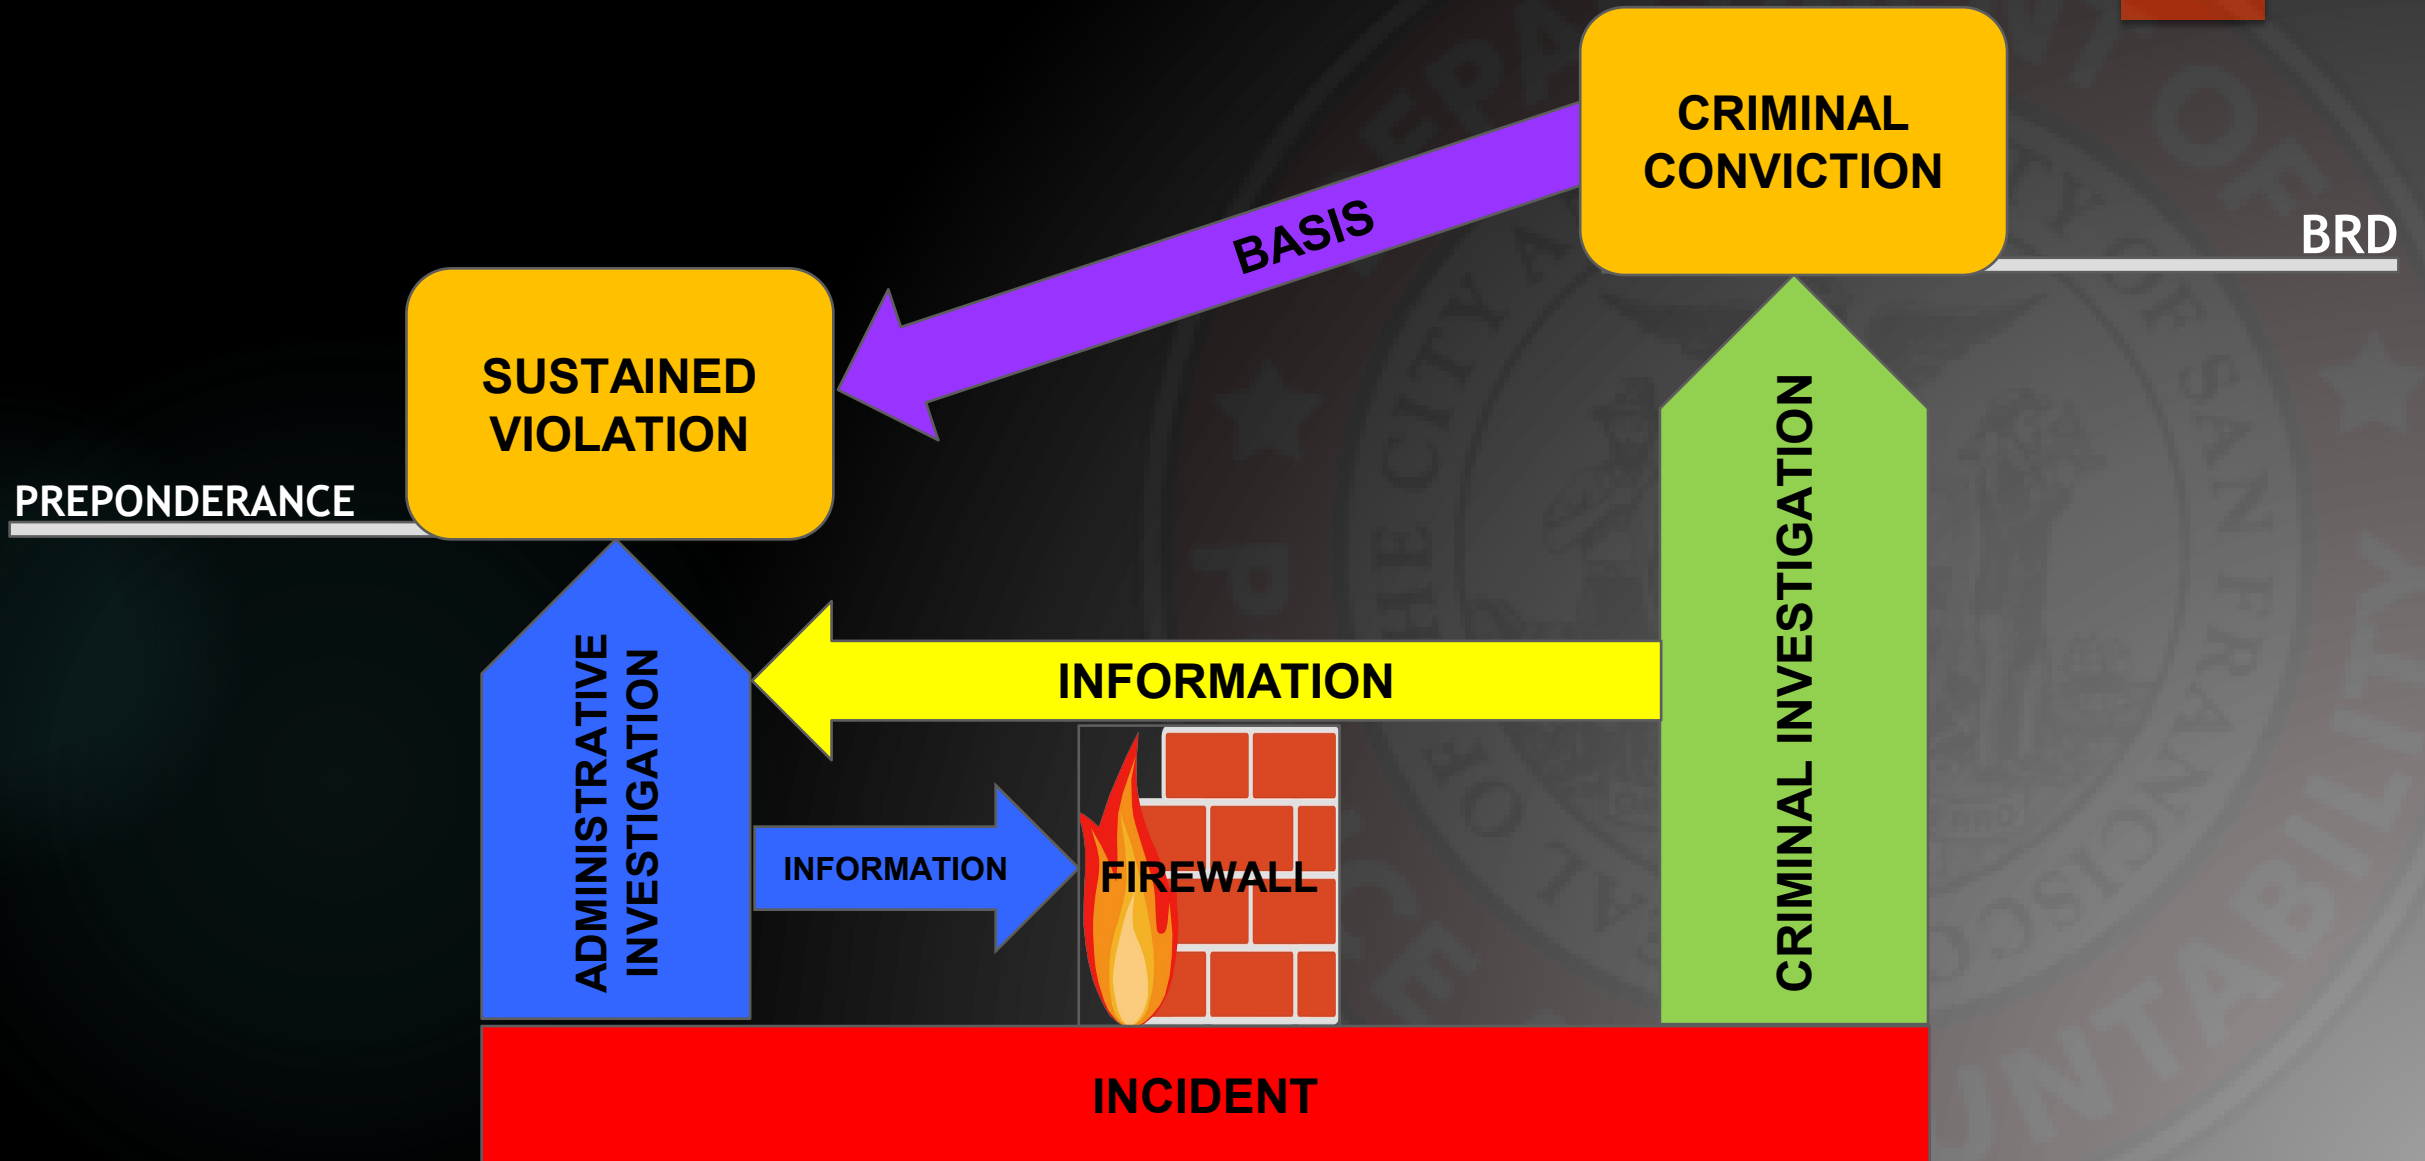 CRIMINAL
CONVICTION
BRD
BASIS
SUSTAINED
VIOLATION
PREPONDERANCE
INFORMATION
ADMINISTRATIVE
INVESTIGATION
INFORMATION
FIREWALL
CRIMINAL INVESTIGATION
INCIDENT